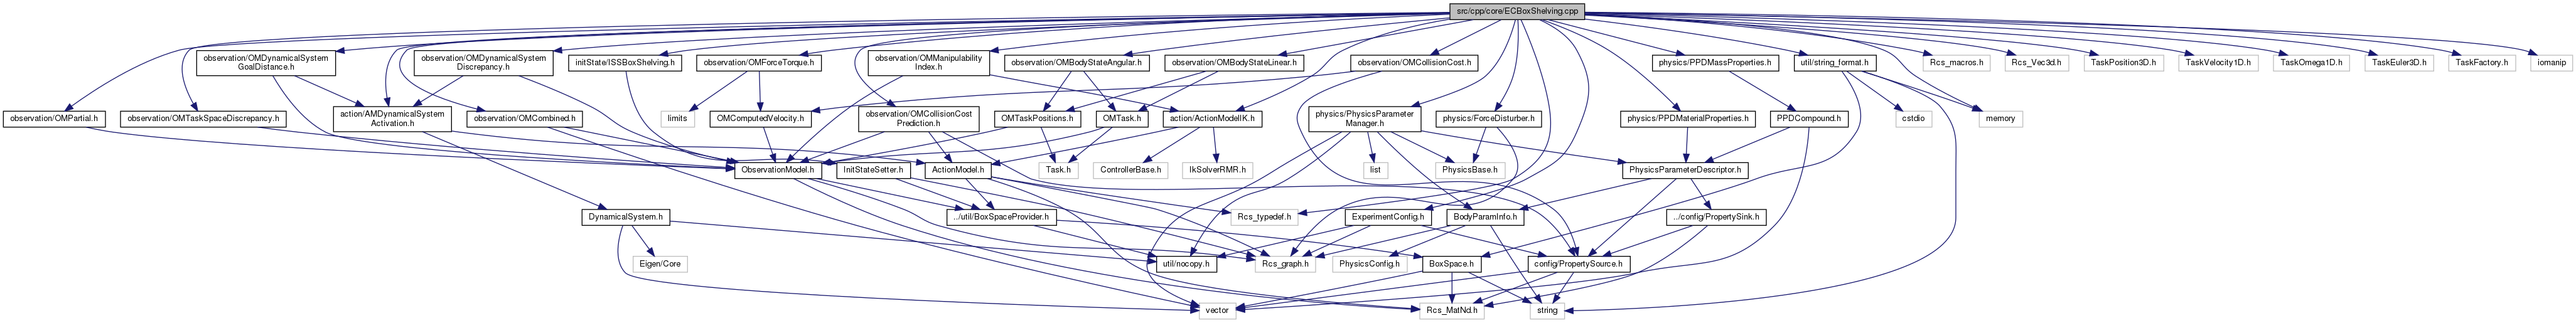 src/cpp/core/ECBoxShelving.cpp
observation/OMDynamicalSystem
GoalDistance.h
observation/OMDynamicalSystem
Discrepancy.h
initState/ISSBoxShelving.h
observation/OMForceTorque.h
observation/OMManipulability
Index.h
observation/OMBodyStateAngular.h
observation/OMBodyStateLinear.h
observation/OMCollisionCost.h
physics/PPDMassProperties.h
util/string_format.h
Rcs_macros.h
Rcs_Vec3d.h
TaskPosition3D.h
TaskVelocity1D.h
TaskOmega1D.h
TaskEuler3D.h
TaskFactory.h
iomanip
observation/OMPartial.h
observation/OMTaskSpaceDiscrepancy.h
action/AMDynamicalSystem
Activation.h
observation/OMCombined.h
limits
OMComputedVelocity.h
observation/OMCollisionCost
Prediction.h
OMTaskPositions.h
OMTask.h
action/ActionModelIK.h
physics/PhysicsParameter
Manager.h
physics/ForceDisturber.h
physics/PPDMaterialProperties.h
PPDCompound.h
cstdio
memory
ObservationModel.h
InitStateSetter.h
ActionModel.h
Task.h
ControllerBase.h
IkSolverRMR.h
list
PhysicsBase.h
PhysicsParameterDescriptor.h
DynamicalSystem.h
../util/BoxSpaceProvider.h
Rcs_typedef.h
ExperimentConfig.h
BodyParamInfo.h
../config/PropertySink.h
Eigen/Core
util/nocopy.h
Rcs_graph.h
PhysicsConfig.h
BoxSpace.h
config/PropertySource.h
vector
Rcs_MatNd.h
string